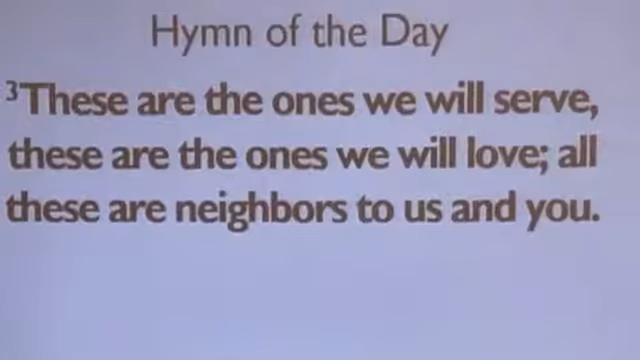 Hymn of the Day
³These are the ones we will serve,
these are the ones we will love; all
these are neighbors to us and you.